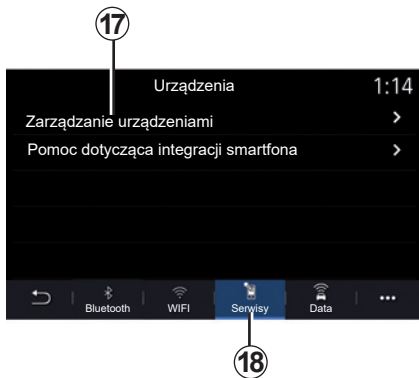 17
Urządzenia 1:14
Zarządzanie urządzeniami >
Pomoc dotycząca integracji smartfona >
Bluetooth WIFI Serwisy Data ...
18